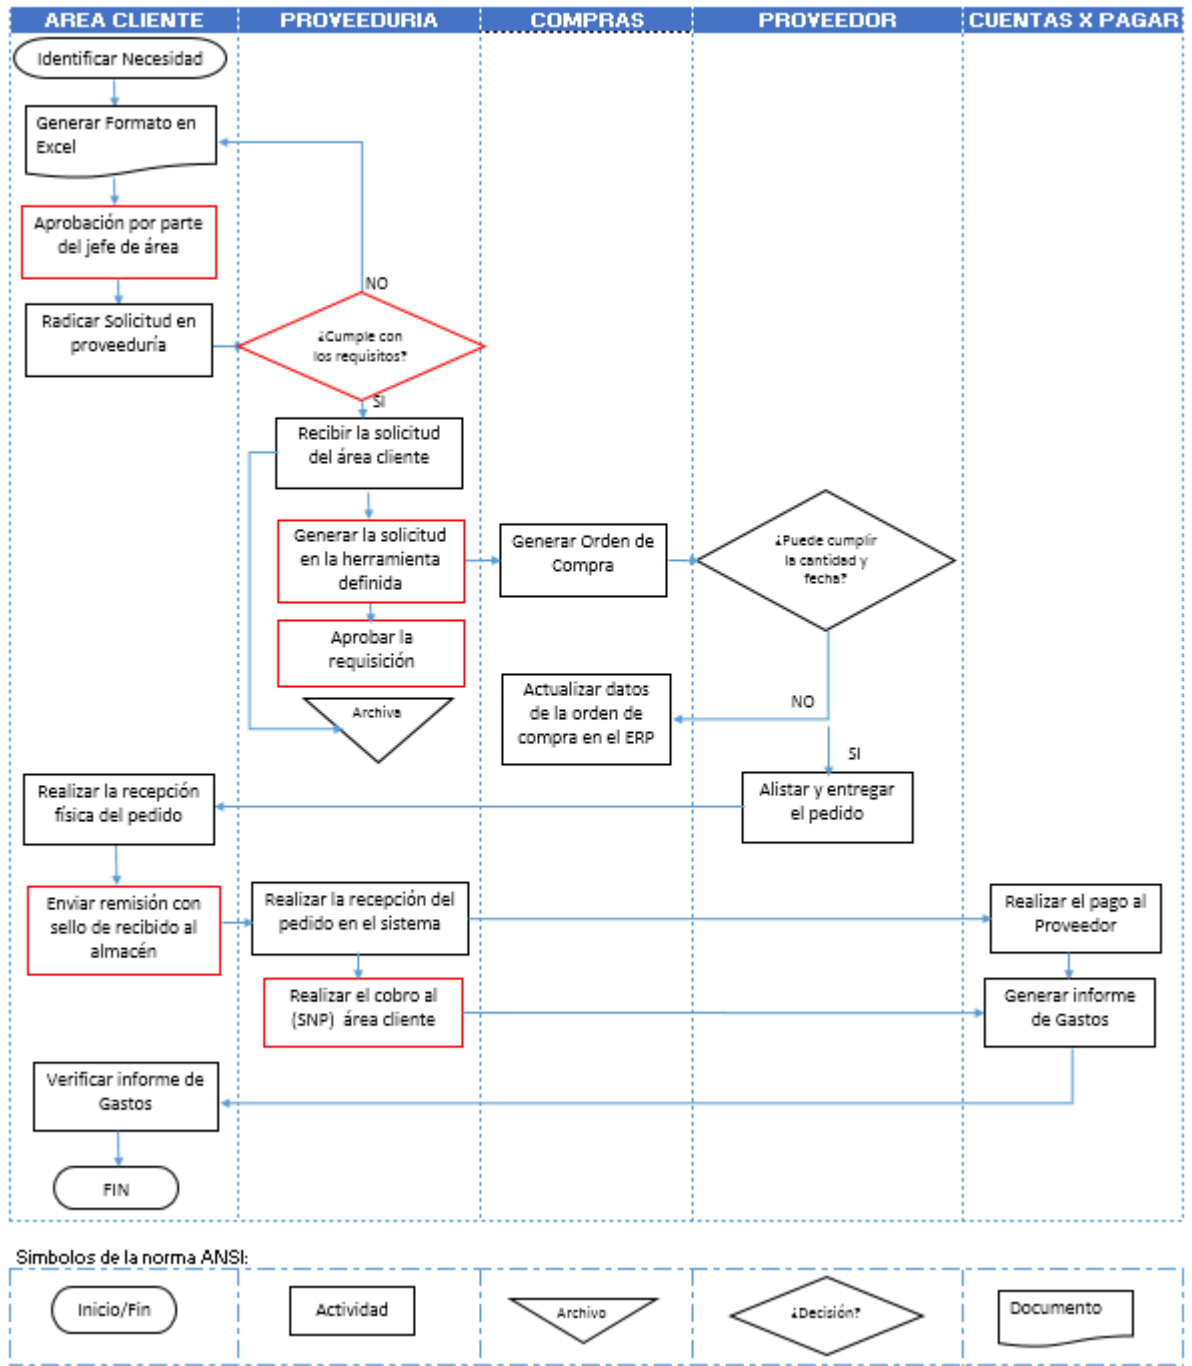 AREA CLIENTE
PROVEEDURIA
COMPRAS
PROVEEDOR
CUENTAS X PAGAR
Identificar Necesidad
Generar Formato en
Excel
Aprobación por parte
del jefe de área
NO
Radicar Solicitud en
proveeduría
¿Cumple con
los requisitos?
SI
Recibir la solicitud
del área cliente
Generar la solicitud
en la herramienta
definida
Generar Orden de
Compra
¿Puede cumplir
la cantidad y
fecha?
Aprobar la
requisición
Archiva
Actualizar datos
de la orden de
compra en el ERP
NO
SI
Realizar la recepción
física del pedido
Alistar y entregar
el pedido
Enviar remisión con
sello de recibido al
almacén
Realizar la recepción del
pedido en el sistema
Realizar el pago al
Proveedor
Realizar el cobro al
(SNP) área cliente
Generar informe
de Gastos
Verificar informe de
Gastos
FIN
Simbolos de la norma ANSI:
Inicio/Fin
Actividad
Archivo
¿Decisión?
Documento